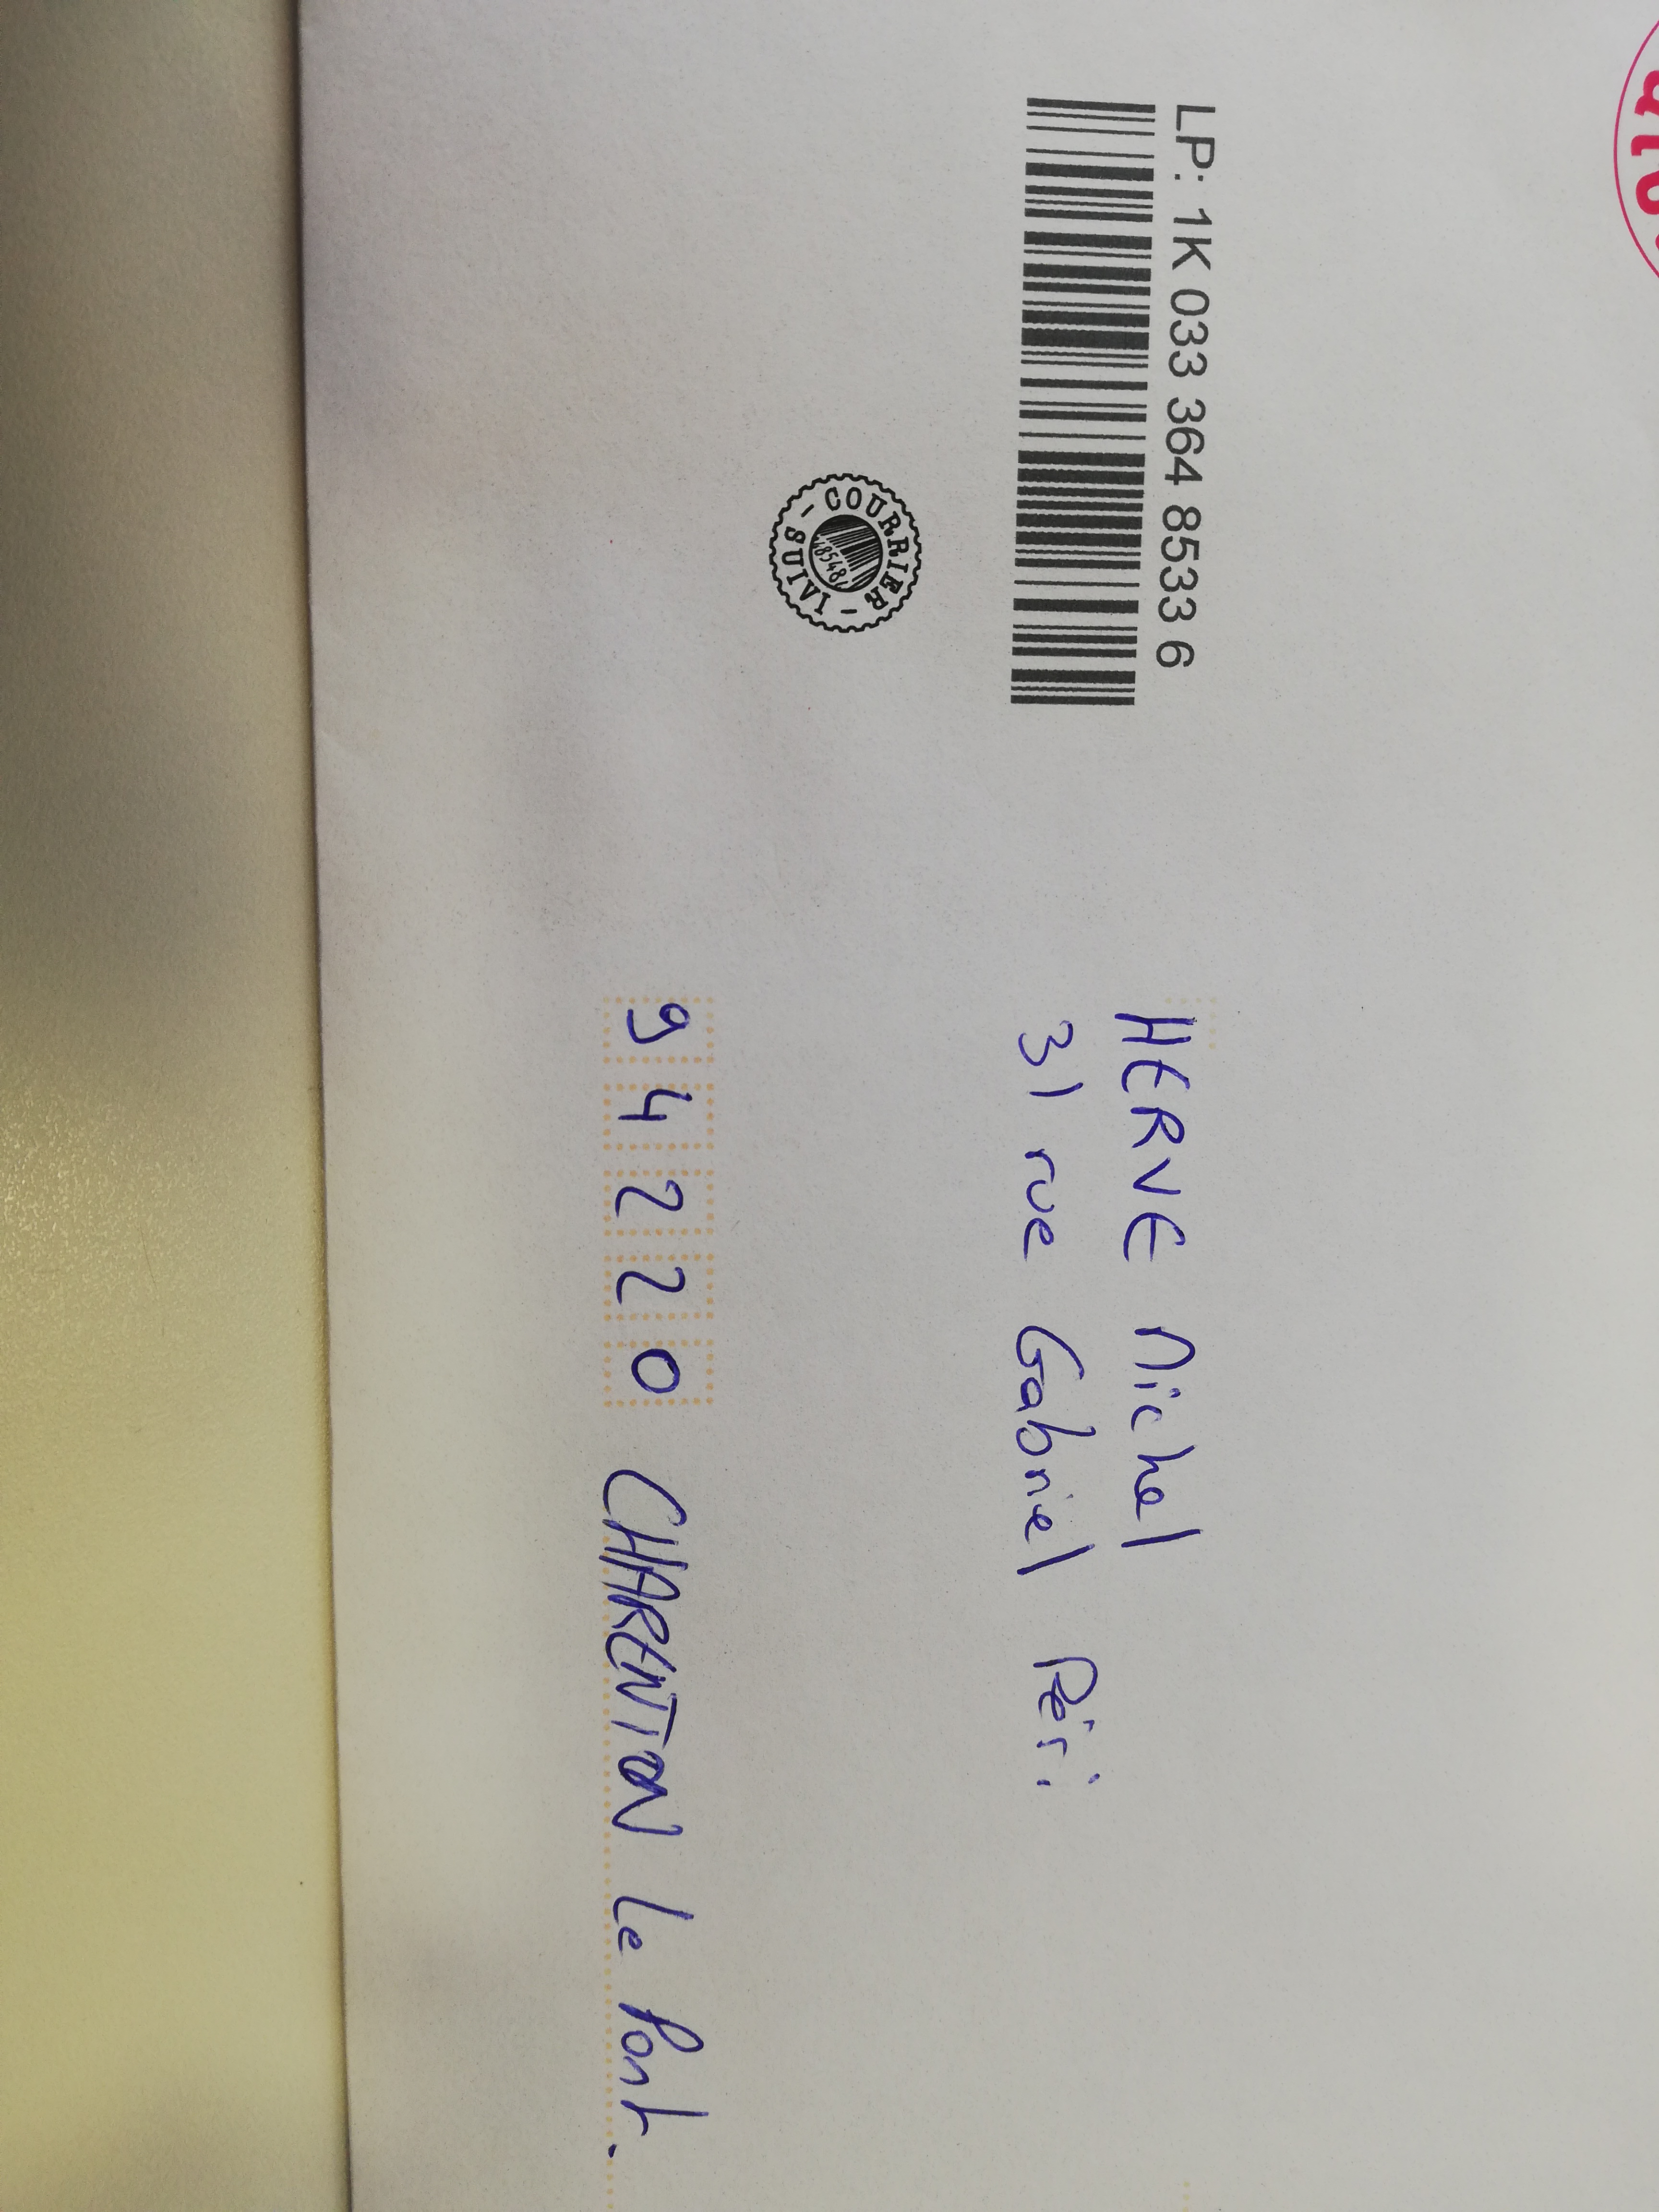 LP: 1K 033 364 8533 6
COURRIER - SUIVI -
HERVE Michel
31 rue Gabriel Péri
94220 CHARENTON Le Pont.